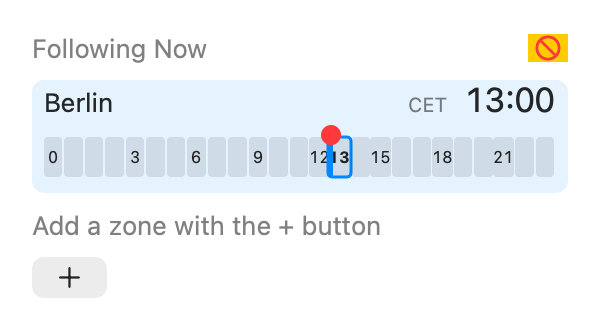 Following Now
Berlin CET 13:00
0 3 6 9 12 13 15 18 21
Add a zone with the + button
+